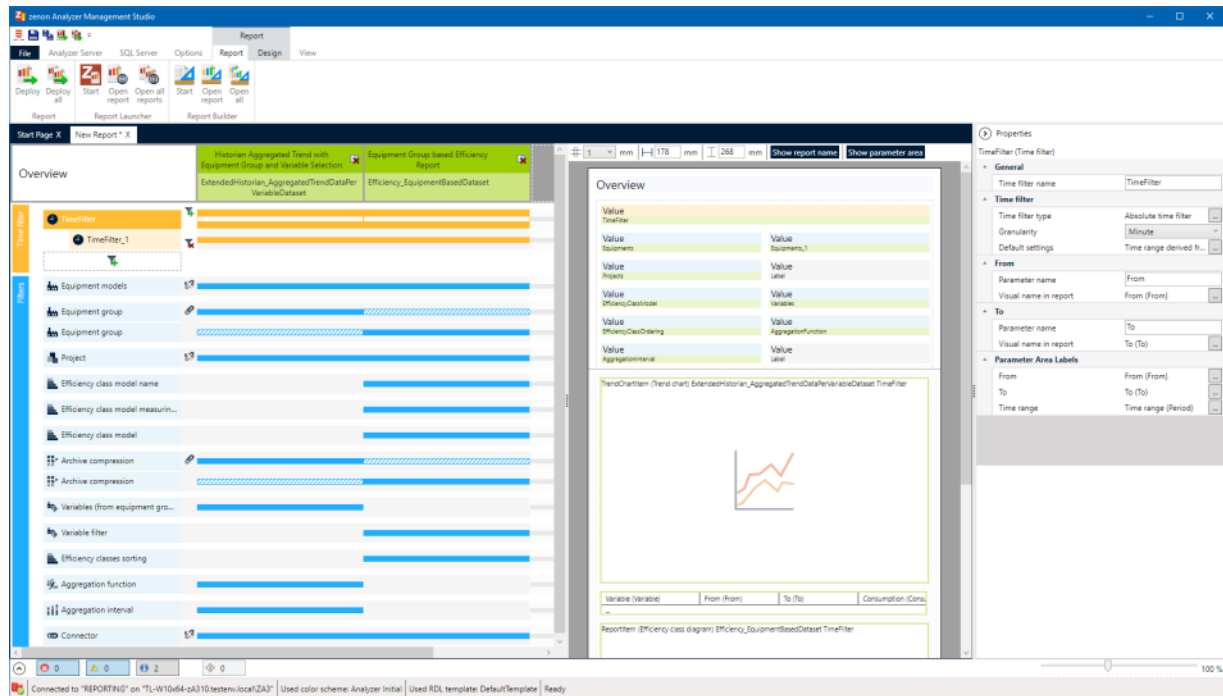 zenon Analyzer Management Studio
Report
File Analyzer Server SQL Server Options Report Design View
Deploy Deploy all Start Open report Open all reports Start Open report Open all
Report Report Launcher Report Builder
Start Page X New Report * X
Overview
Historian Aggregated Trend with Equipment Group and Variable Selection
Equipment Group based Efficiency Report
ExtendedHistorian_AggregatedTrendDataPer VariableDataset
Efficiency_EquipmentBasedDataset
Time filter
TimeFilter
TimeFilter_1
Filters
Equipment models
Equipment group
Equipment group
Project
Efficiency class model name
Efficiency class model measurin...
Efficiency class model
Archive compression
Archive compression
Variables (from equipment gro...
Variable filter
Efficiency classes sorting
Aggregation function
Aggregation interval
Connector
1 mm 178 mm 268 mm Show report name Show parameter area
Overview
Value
TimeFilter
Value Value
Equipments Equipments_1
Value Value
Projects Label
Value Value
EfficiencyClassModel Variables
Value Value
EfficiencyClassOrdering AggregationFunction
Value Value
AggregationInterval Label
TrendChartItem (Trend chart) ExtendedHistorian_AggregatedTrendDataPerVariableDataset TimeFilter
Variable (Variable) From (From) To (To) Consumption (Consu
ReportItem (Efficiency class diagram) Efficiency_EquipmentBasedDataset TimeFilter
Properties
TimeFilter (Time filter)
General
Time filter name TimeFilter
Time filter
Time filter type Absolute time filter ...
Granularity Minute
Default settings Time range derived fr... ...
From
Parameter name From
Visual name in report From (From) ...
To
Parameter name To
Visual name in report To (To) ...
Parameter Area Labels
From From (From) ...
To To (To) ...
Time range Time range (Period) ...
0 0 2 0
100 %
Connected to "REPORTING" on "TL-W10x64-zA310.testenv.local\ZA3" Used color scheme: Analyzer Initial Used RDL template: DefaultTemplate Ready